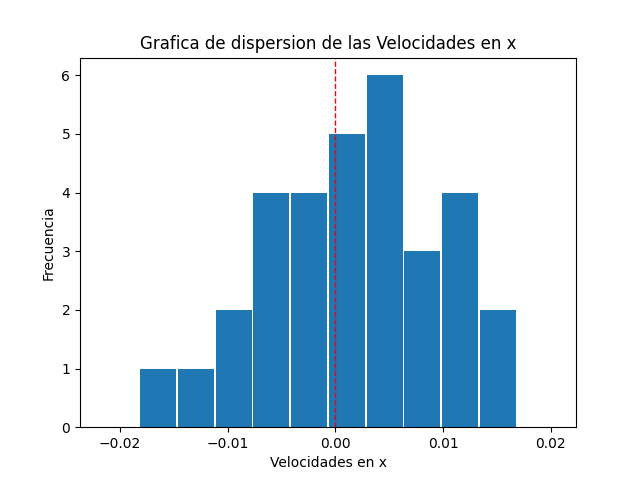 Grafica de dispersion de las Velocidades en x
Frecuencia
6
5
4
3
2
1
0
−0.02 −0.01 0.00 0.01 0.02
Velocidades en x